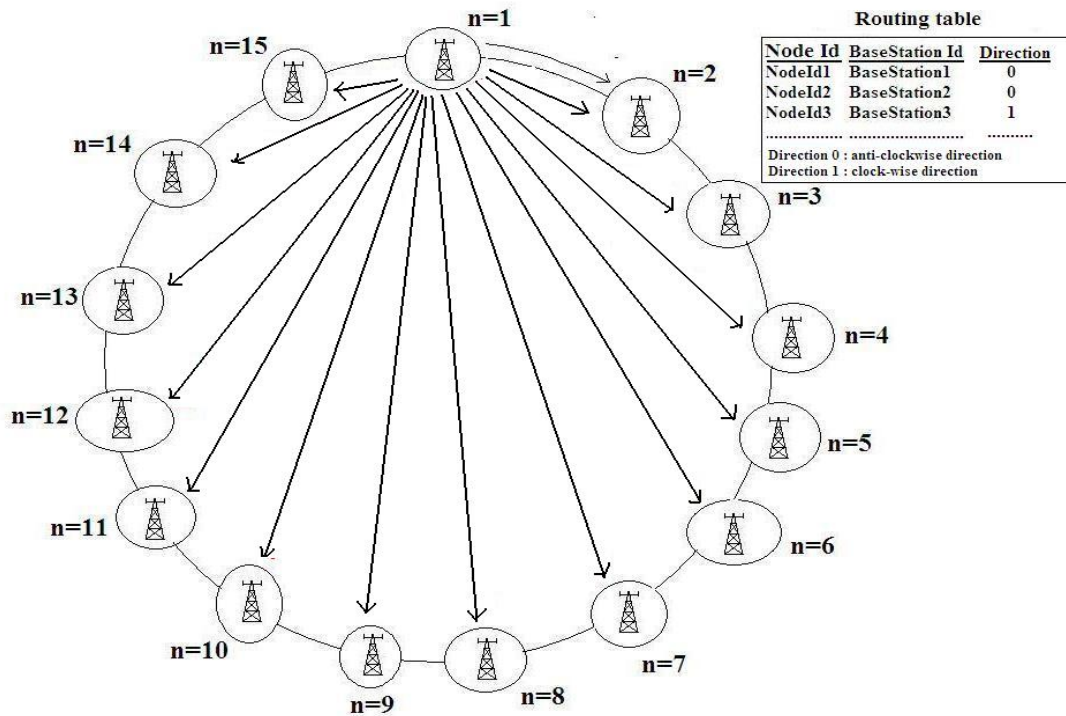 n=1
n=15
n=2
n=14
n=3
n=13
n=4
n=12
n=5
n=11
n=6
n=10
n=7
n=9
n=8
Routing table
Node Id BaseStation Id Direction
NodeId1 BaseStation1 0
NodeId2 BaseStation2 0
NodeId3 BaseStation3 1
............... ...................... ........
Direction 0 : anti-clockwise direction
Direction 1 : clock-wise direction